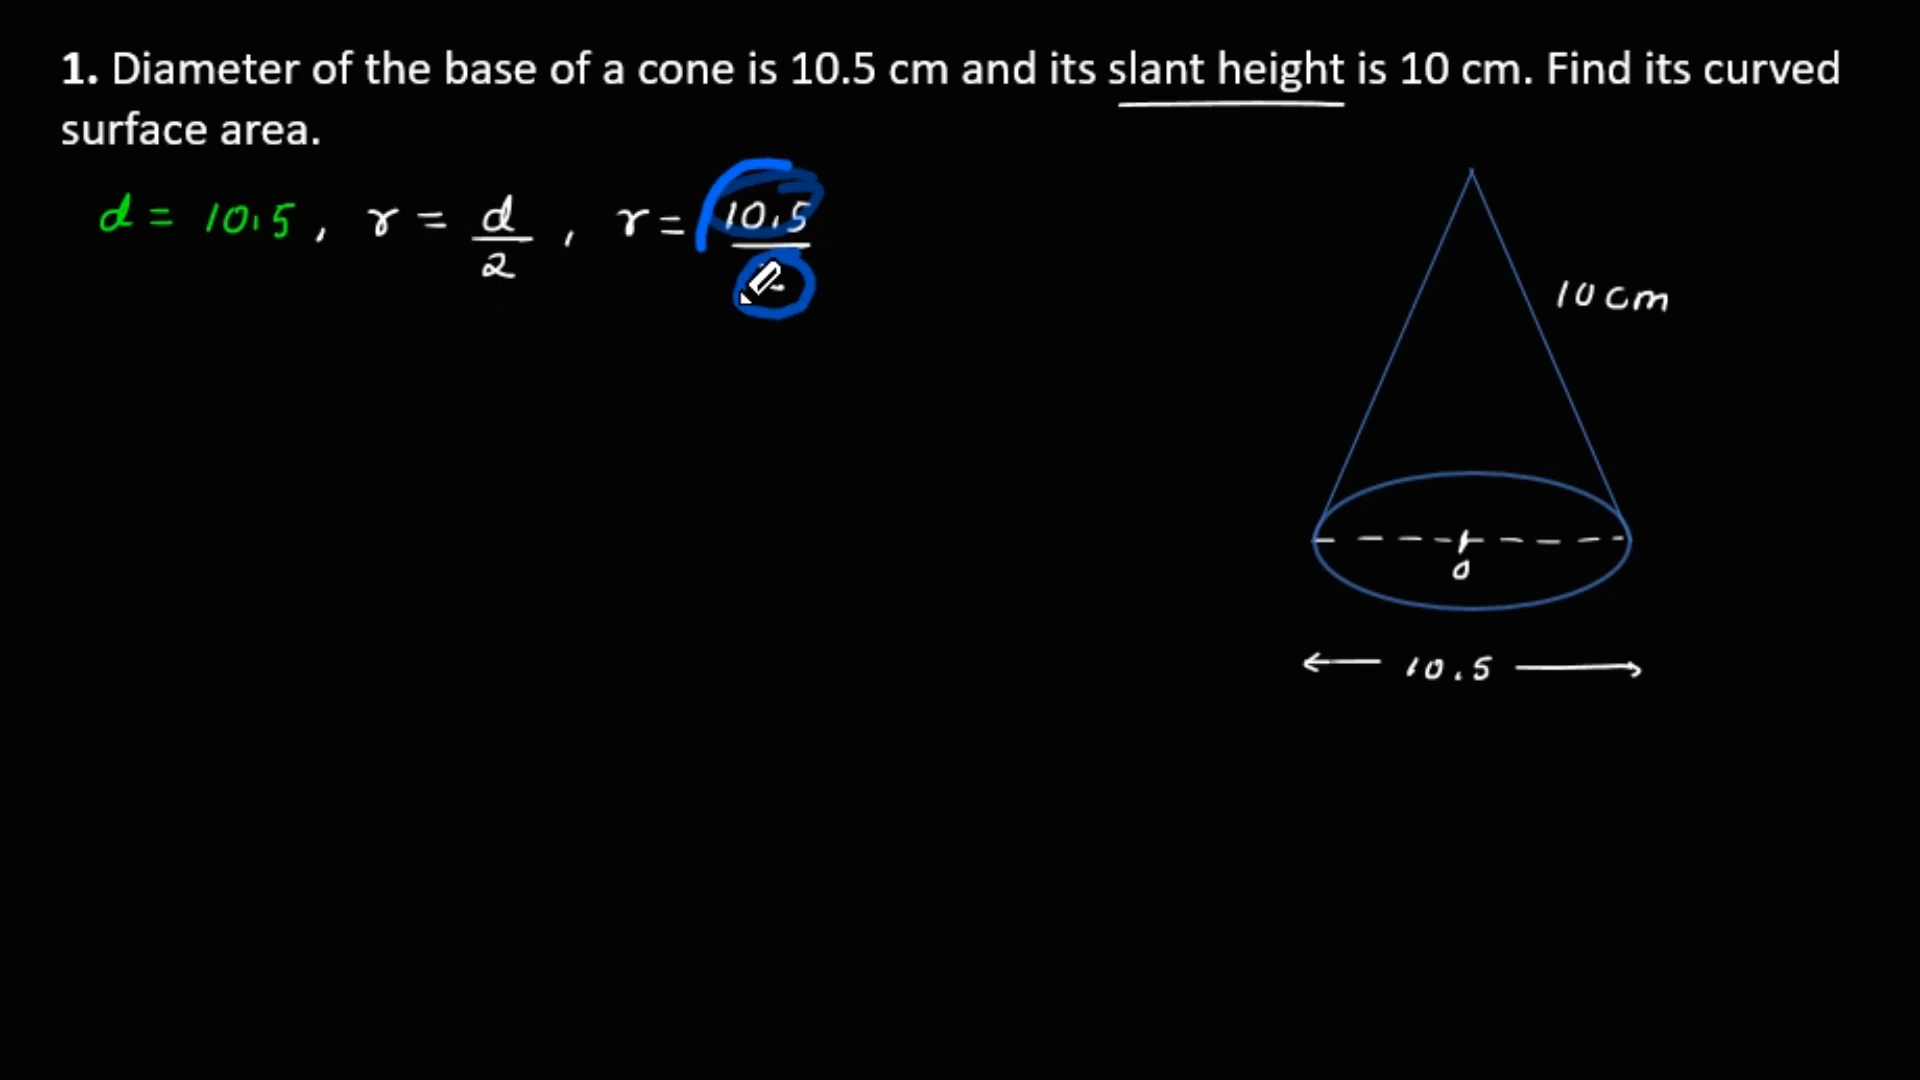 1. Diameter of the base of a cone is 10.5 cm and its slant height is 10 cm. Find its curved
surface area.
d = 10.5, r = d/2, r = 10.5/2
10 cm
o
10.5